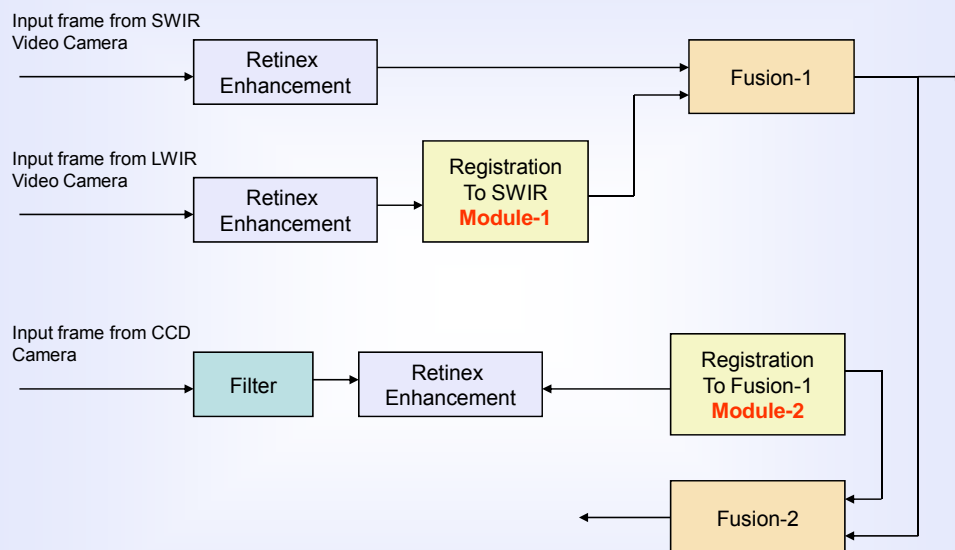 Input frame from SWIR
Video Camera
Retinex
Enhancement
Fusion-1
Input frame from LWIR
Video Camera
Retinex
Enhancement
Registration
To SWIR
Module-1
Input frame from CCD
Camera
Filter
Retinex
Enhancement
Registration
To Fusion-1
Module-2
Fusion-2